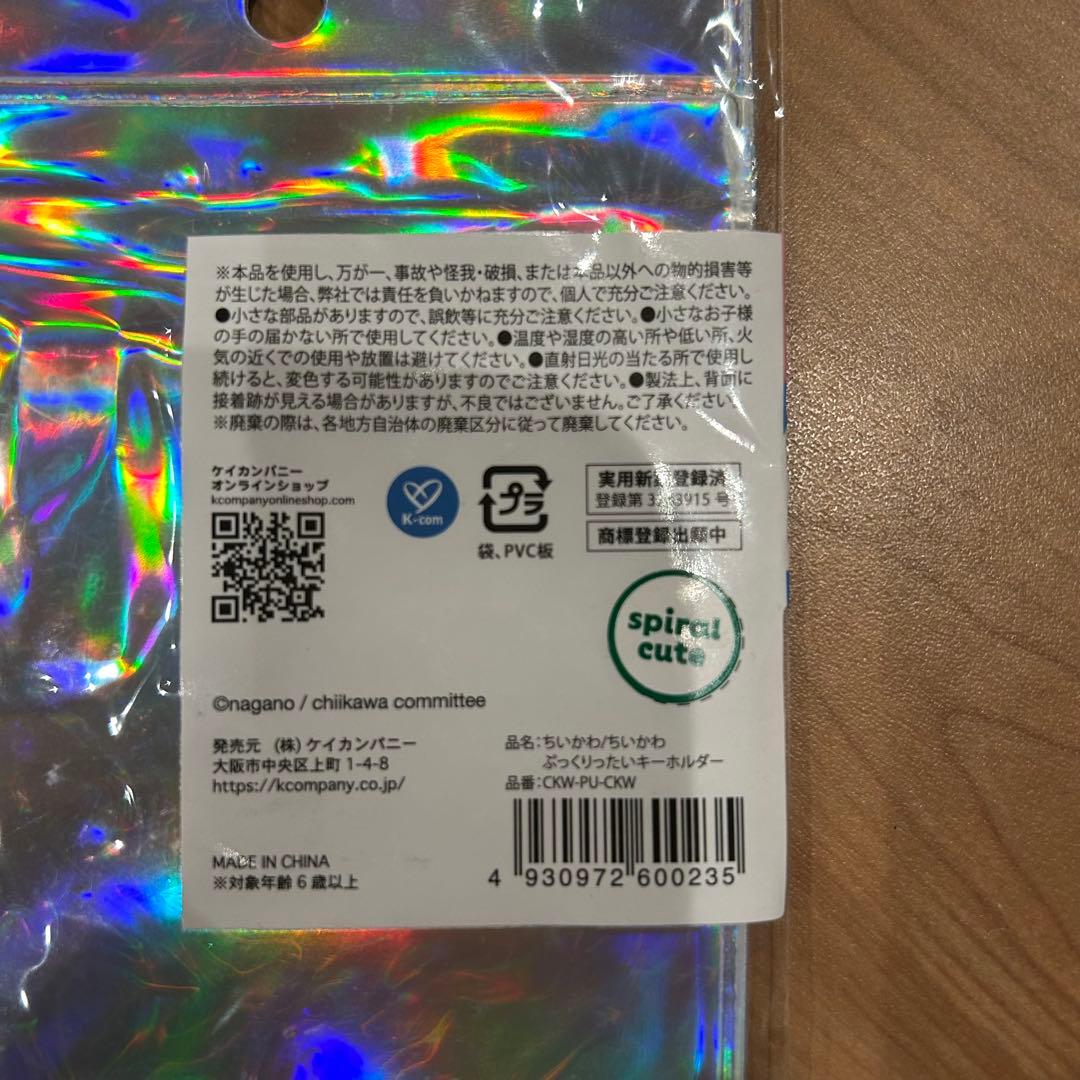 ※本品を使用し、万が一、事故や怪我・破損、または本品以外への物的損害等
が生じた場合、弊社では責任を負いかねますので、個人で充分ご注意ください。
●小さな部品がありますので、誤飲等に充分ご注意ください。●小さなお子様
の手の届かない所で使用してください。●温度や湿度の高い所や低い所、火
気の近くでの使用や放置は避けてください。●直射日光の当たる所で使用し
続けると、変色する可能性がありますのでご注意ください。●製法上、背面に
接着跡が見える場合がありますが、不良ではございません。ご了承ください。
※廃棄の際は、各地方自治体の廃棄区分に従って廃棄してください。
ケイカンパニー
オンラインショップ
kcompanyonlineshop.com
K-com
プラ
袋、PVC板
実用新案登録済
登録第 3 3915 号
商標登録出願中
spiral
cute
©nagano / chiikawa committee
発売元 (株)ケイカンパニー
大阪市中央区上町 1-4-8
https://kcompany.co.jp/
品名：ちいかわ/ちいかわ
ぷっくりったいキーホルダー
品番：CKW-PU-CKW
MADE IN CHINA
※対象年齢 6 歳以上
4 930972 600235